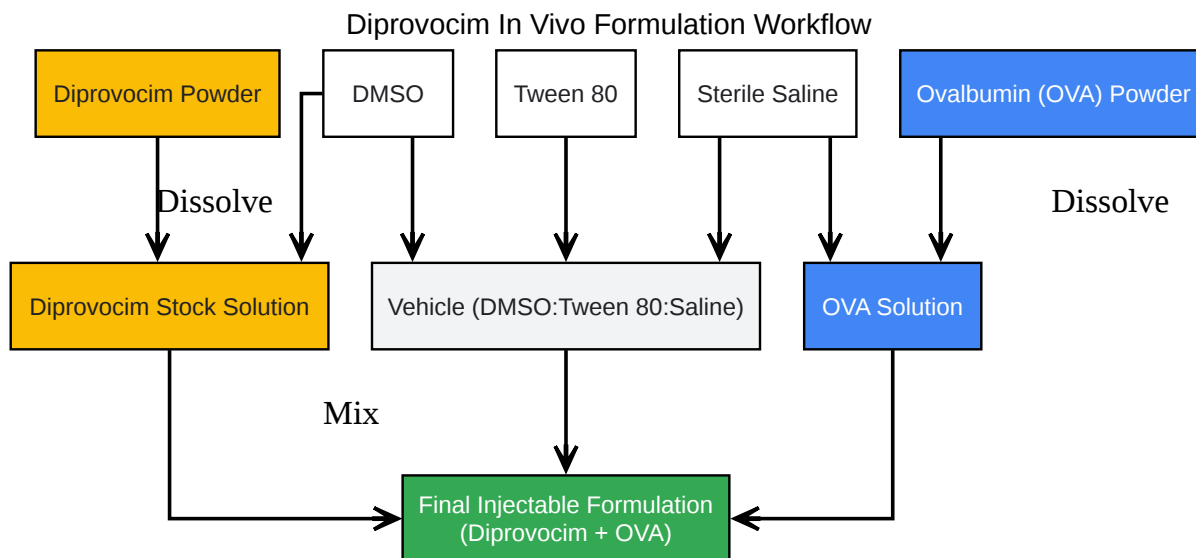 Diprovocim In Vivo Formulation Workflow
Diprovocim Powder
DMSO
Tween 80
Sterile Saline
Ovalbumin (OVA) Powder
Dissolve
Dissolve
Diprovocim Stock Solution
Vehicle (DMSO:Tween 80:Saline)
OVA Solution
Mix
Final Injectable Formulation
(Diprovocim + OVA)